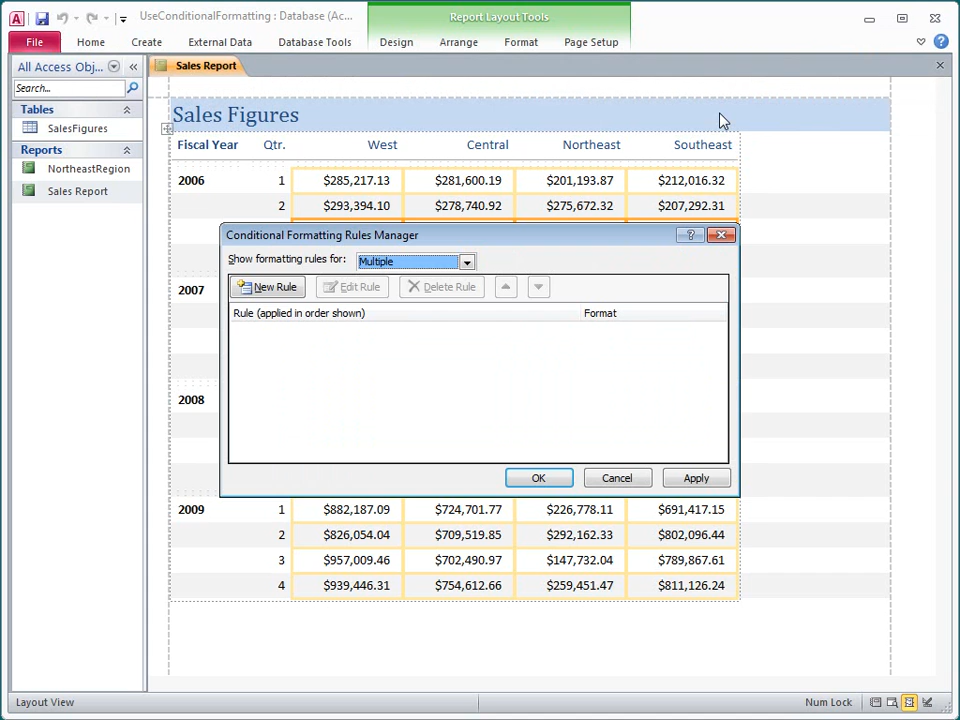 UseConditionalFormatting : Database (Ac...
Report Layout Tools
File Home Create External Data Database Tools Design Arrange Format Page Setup
All Access Obj...
Search...
Tables
SalesFigures
Reports
NortheastRegion
Sales Report
Sales Report
Sales Figures
Fiscal Year Qtr. West Central Northeast Southeast
2006 1 $285,217.13 $281,600.19 $201,193.87 $212,016.32
2 $293,394.10 $278,740.92 $275,672.32 $207,292.31
2007
2008
Conditional Formatting Rules Manager
Show formatting rules for: Multiple
New Rule Edit Rule Delete Rule
Rule (applied in order shown) Format
OK Cancel Apply
2009 1 $882,187.09 $724,701.77 $226,778.11 $691,417.15
2 $826,054.04 $709,519.85 $292,162.33 $802,096.44
3 $957,009.46 $702,490.97 $147,732.04 $789,867.61
4 $939,446.31 $754,612.66 $259,451.47 $811,126.24
Layout View
Num Lock